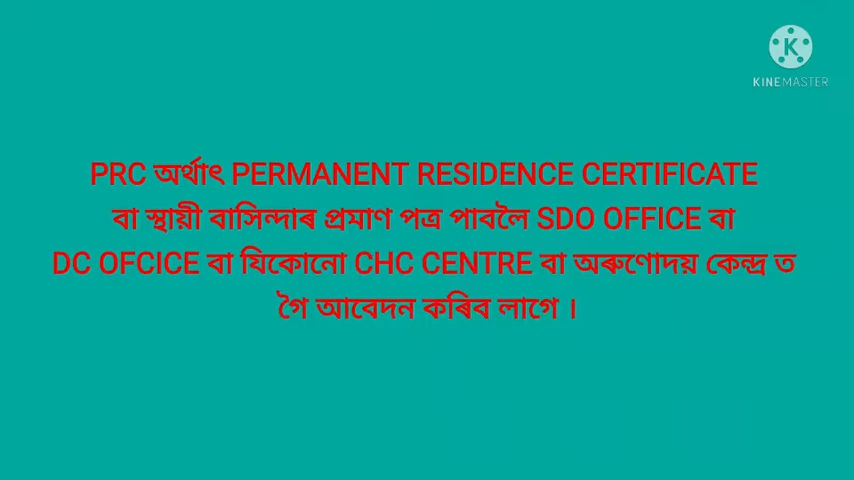 KINEMASTER
PRC অৰ্থাৎ PERMANENT RESIDENCE CERTIFICATE
বা স্থায়ী বাসিন্দাৰ প্ৰমাণ পত্ৰ পাবলৈ SDO OFFICE বা
DC OFCICE বা যিকোনো CHC CENTRE বা অৰুণোদয় কেন্দ্ৰ ত
গৈ আবেদন কৰিব লাগে ।